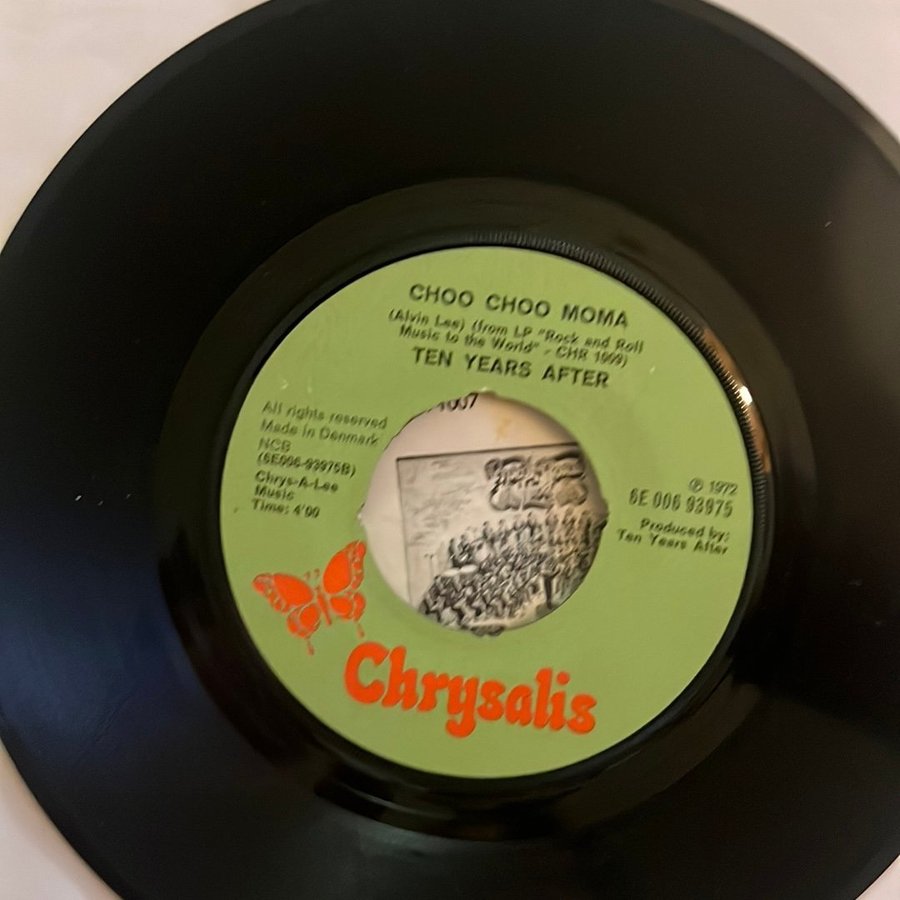 CHOO CHOO MOMA
(Alvin Lee) (from LP "Rock and Roll
Music to the World" - CHR 1009)
TEN YEARS AFTER
All rights reserved
Made in Denmark
NCB
(6E006-93975B)
Chrys-A-Lee
Music
Time: 4'00
℗ 1972
6E 006 93975
Produced by:
Ten Years After
1007
Chrysalis